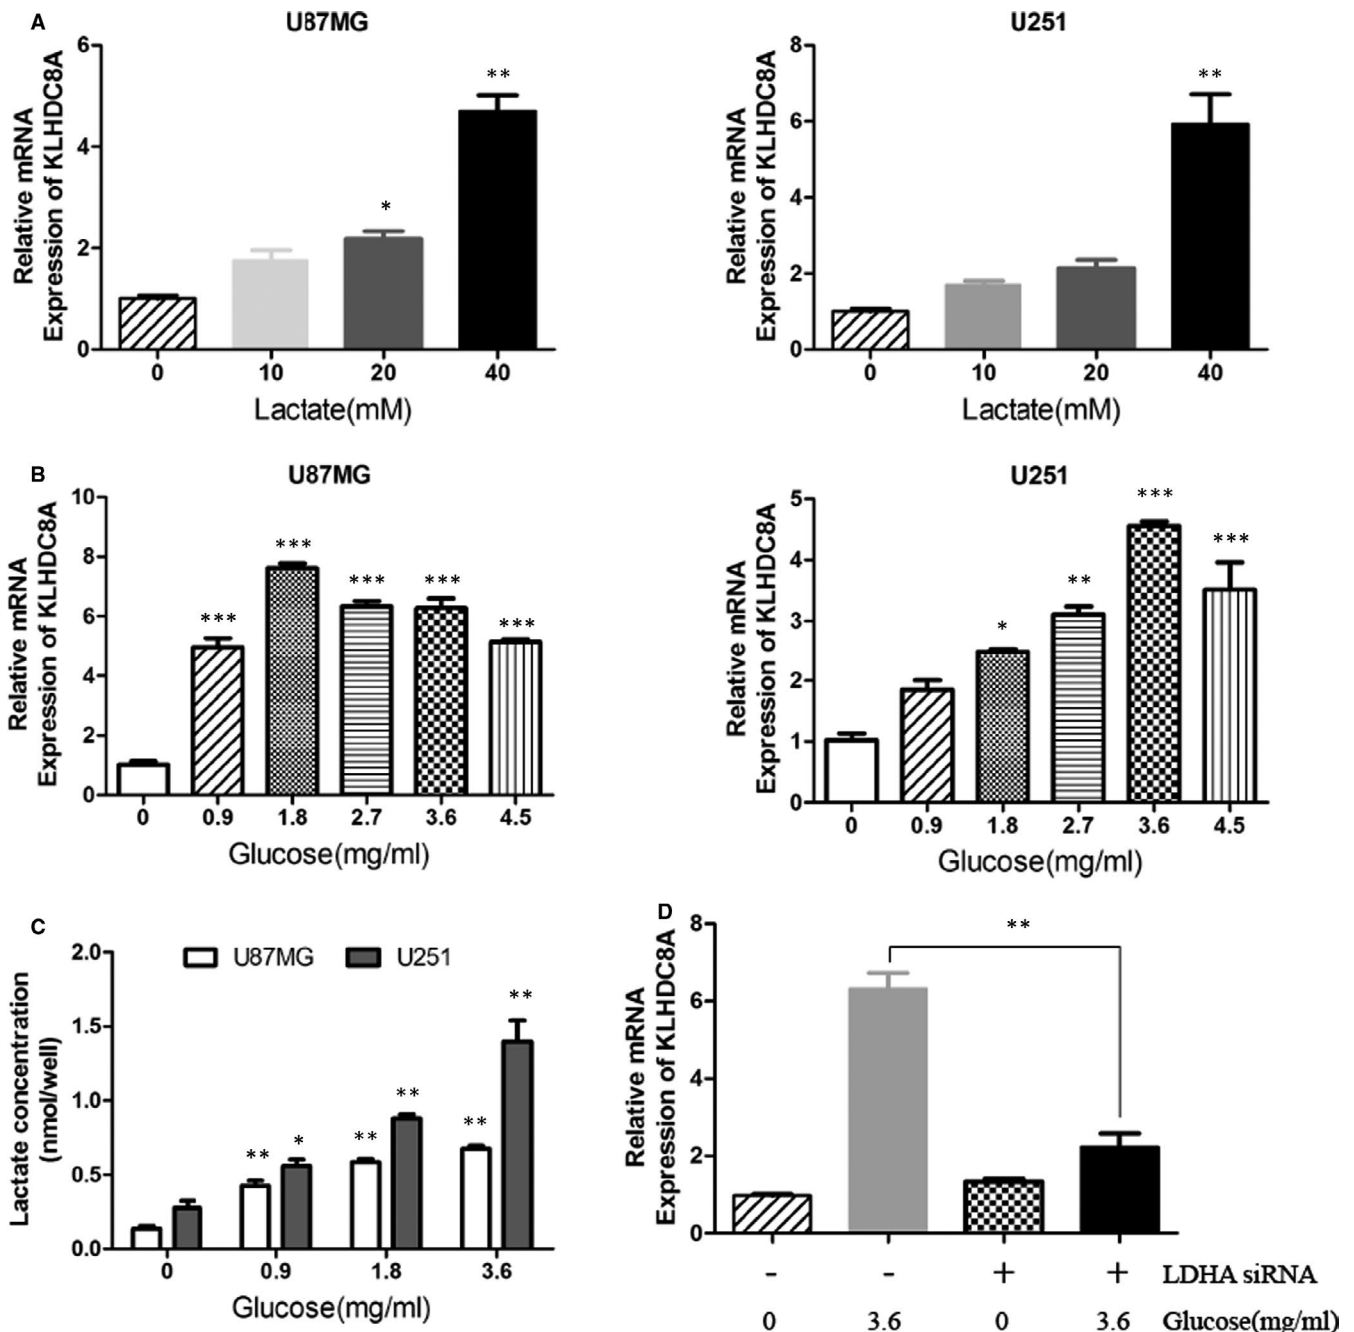 A
U87MG
Relative mRNA
Expression of KLHDC8A
6
4
2
0
*
**
0 10 20 40
Lactate(mM)
U251
Relative mRNA
Expression of KLHDC8A
8
6
4
2
0
**
0 10 20 40
Lactate(mM)
B
U87MG
Relative mRNA
Expression of KLHDC8A
10
8
6
4
2
0
*** *** *** *** ***
0 0.9 1.8 2.7 3.6 4.5
Glucose(mg/ml)
U251
Relative mRNA
Expression of KLHDC8A
5
4
3
2
1
0
* ** *** ***
0 0.9 1.8 2.7 3.6 4.5
Glucose(mg/ml)
C
U87MG U251
Lactate concentration
(nmol/well)
2.0
1.5
1.0
0.5
0.0
** * ** ** ** **
0 0.9 1.8 3.6
Glucose(mg/ml)
D
Relative mRNA
Expression of KLHDC8A
8
6
4
2
0
**
- - + + LDHA siRNA
0 3.6 0 3.6 Glucose(mg/ml)